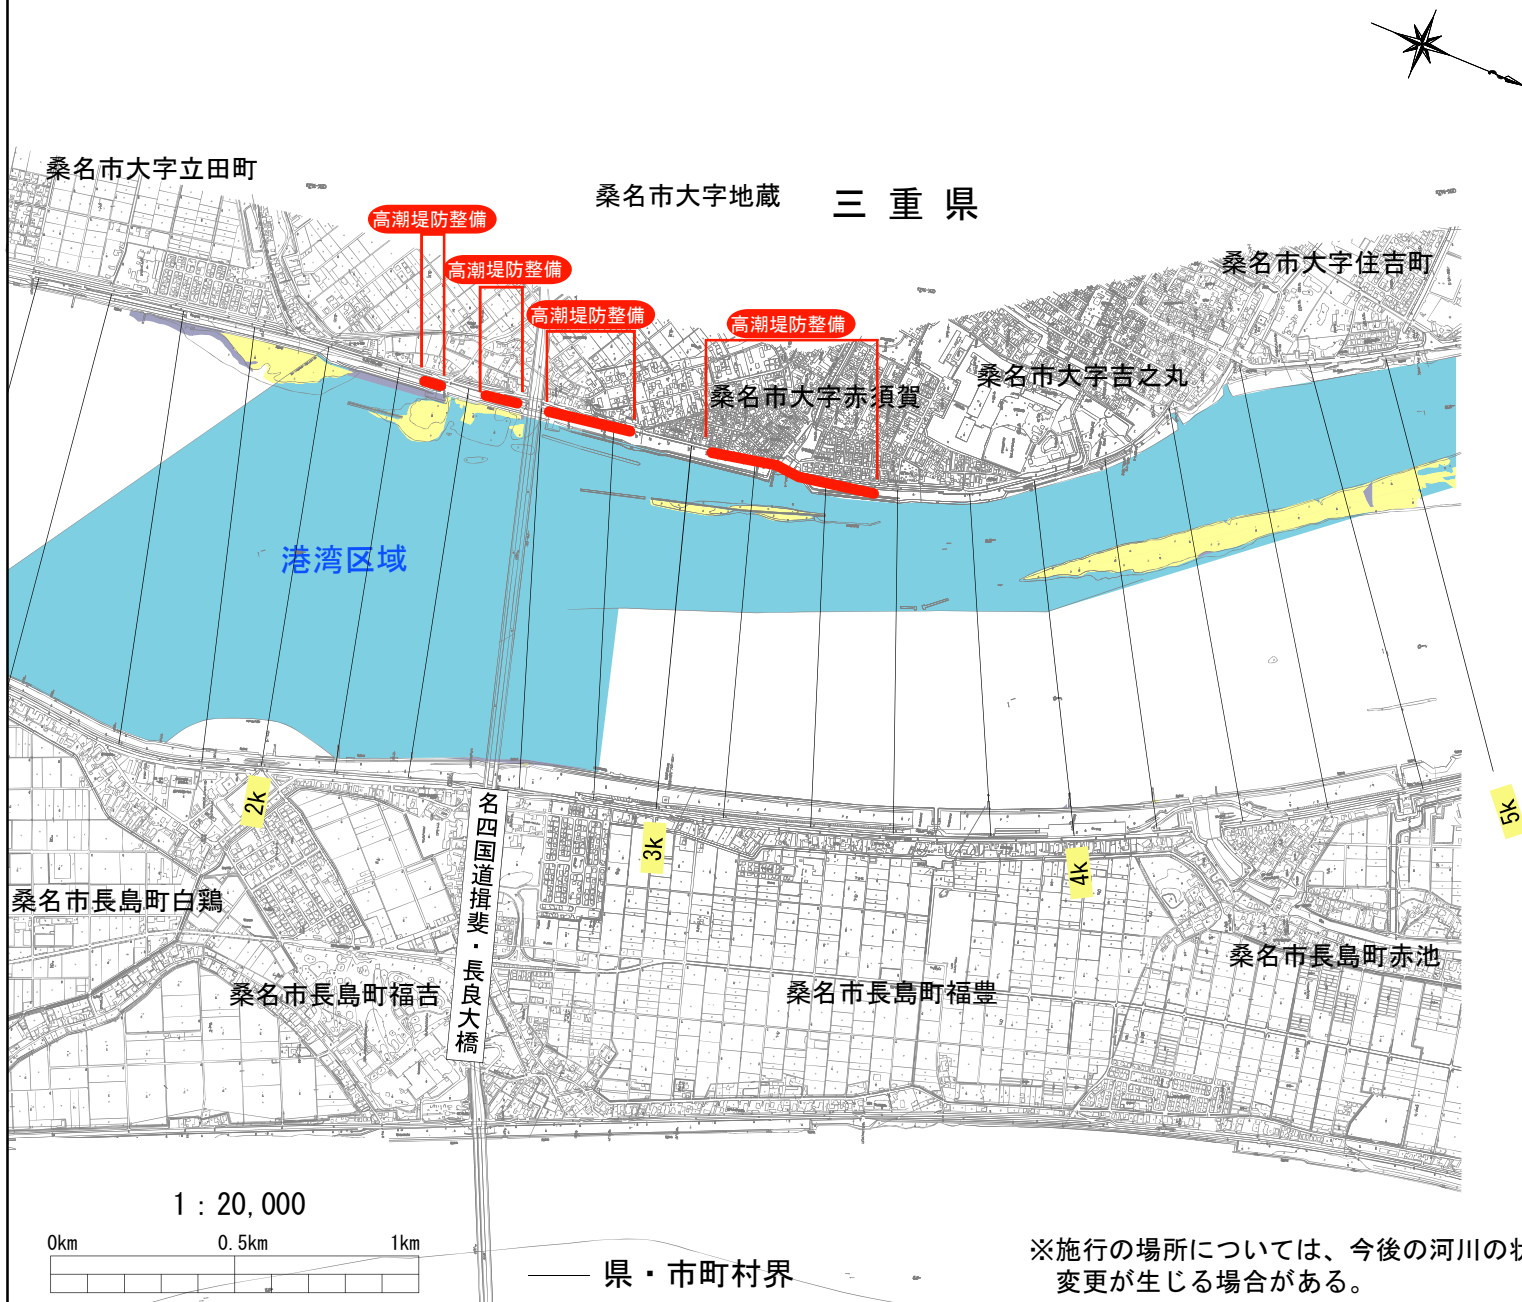 桑名市大字立田町
桑名市大字地蔵
三重県
高潮堤防整備
高潮堤防整備
高潮堤防整備
高潮堤防整備
桑名市大字住吉町
桑名市大字吉之丸
桑名市大字赤須賀
港湾区域
2k
3k
4k
5k
名四国道揖斐・長良大橋
桑名市長島町白鶏
桑名市長島町福吉
桑名市長島町福豊
桑名市長島町赤池
1：20,000
0km 0.5km 1km
県・市町村界
※施行の場所については、今後の河川の状
変更が生じる場合がある。